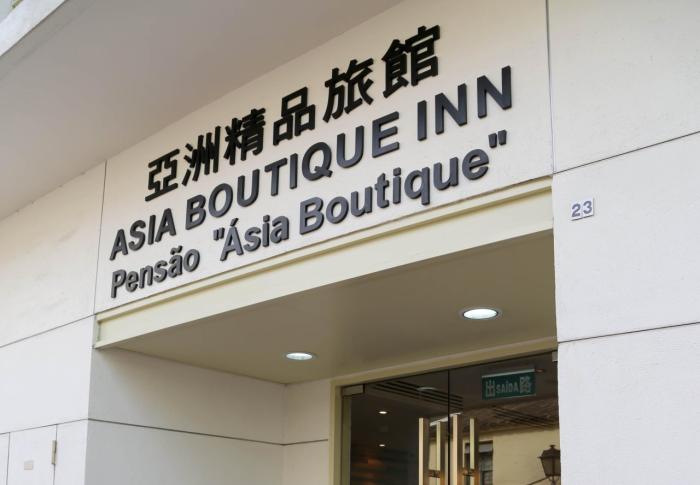 亞洲精品旅館
ASIA BOUTIQUE INN
Pensão "Ásia Boutique"
23
出 SAÍDA 路